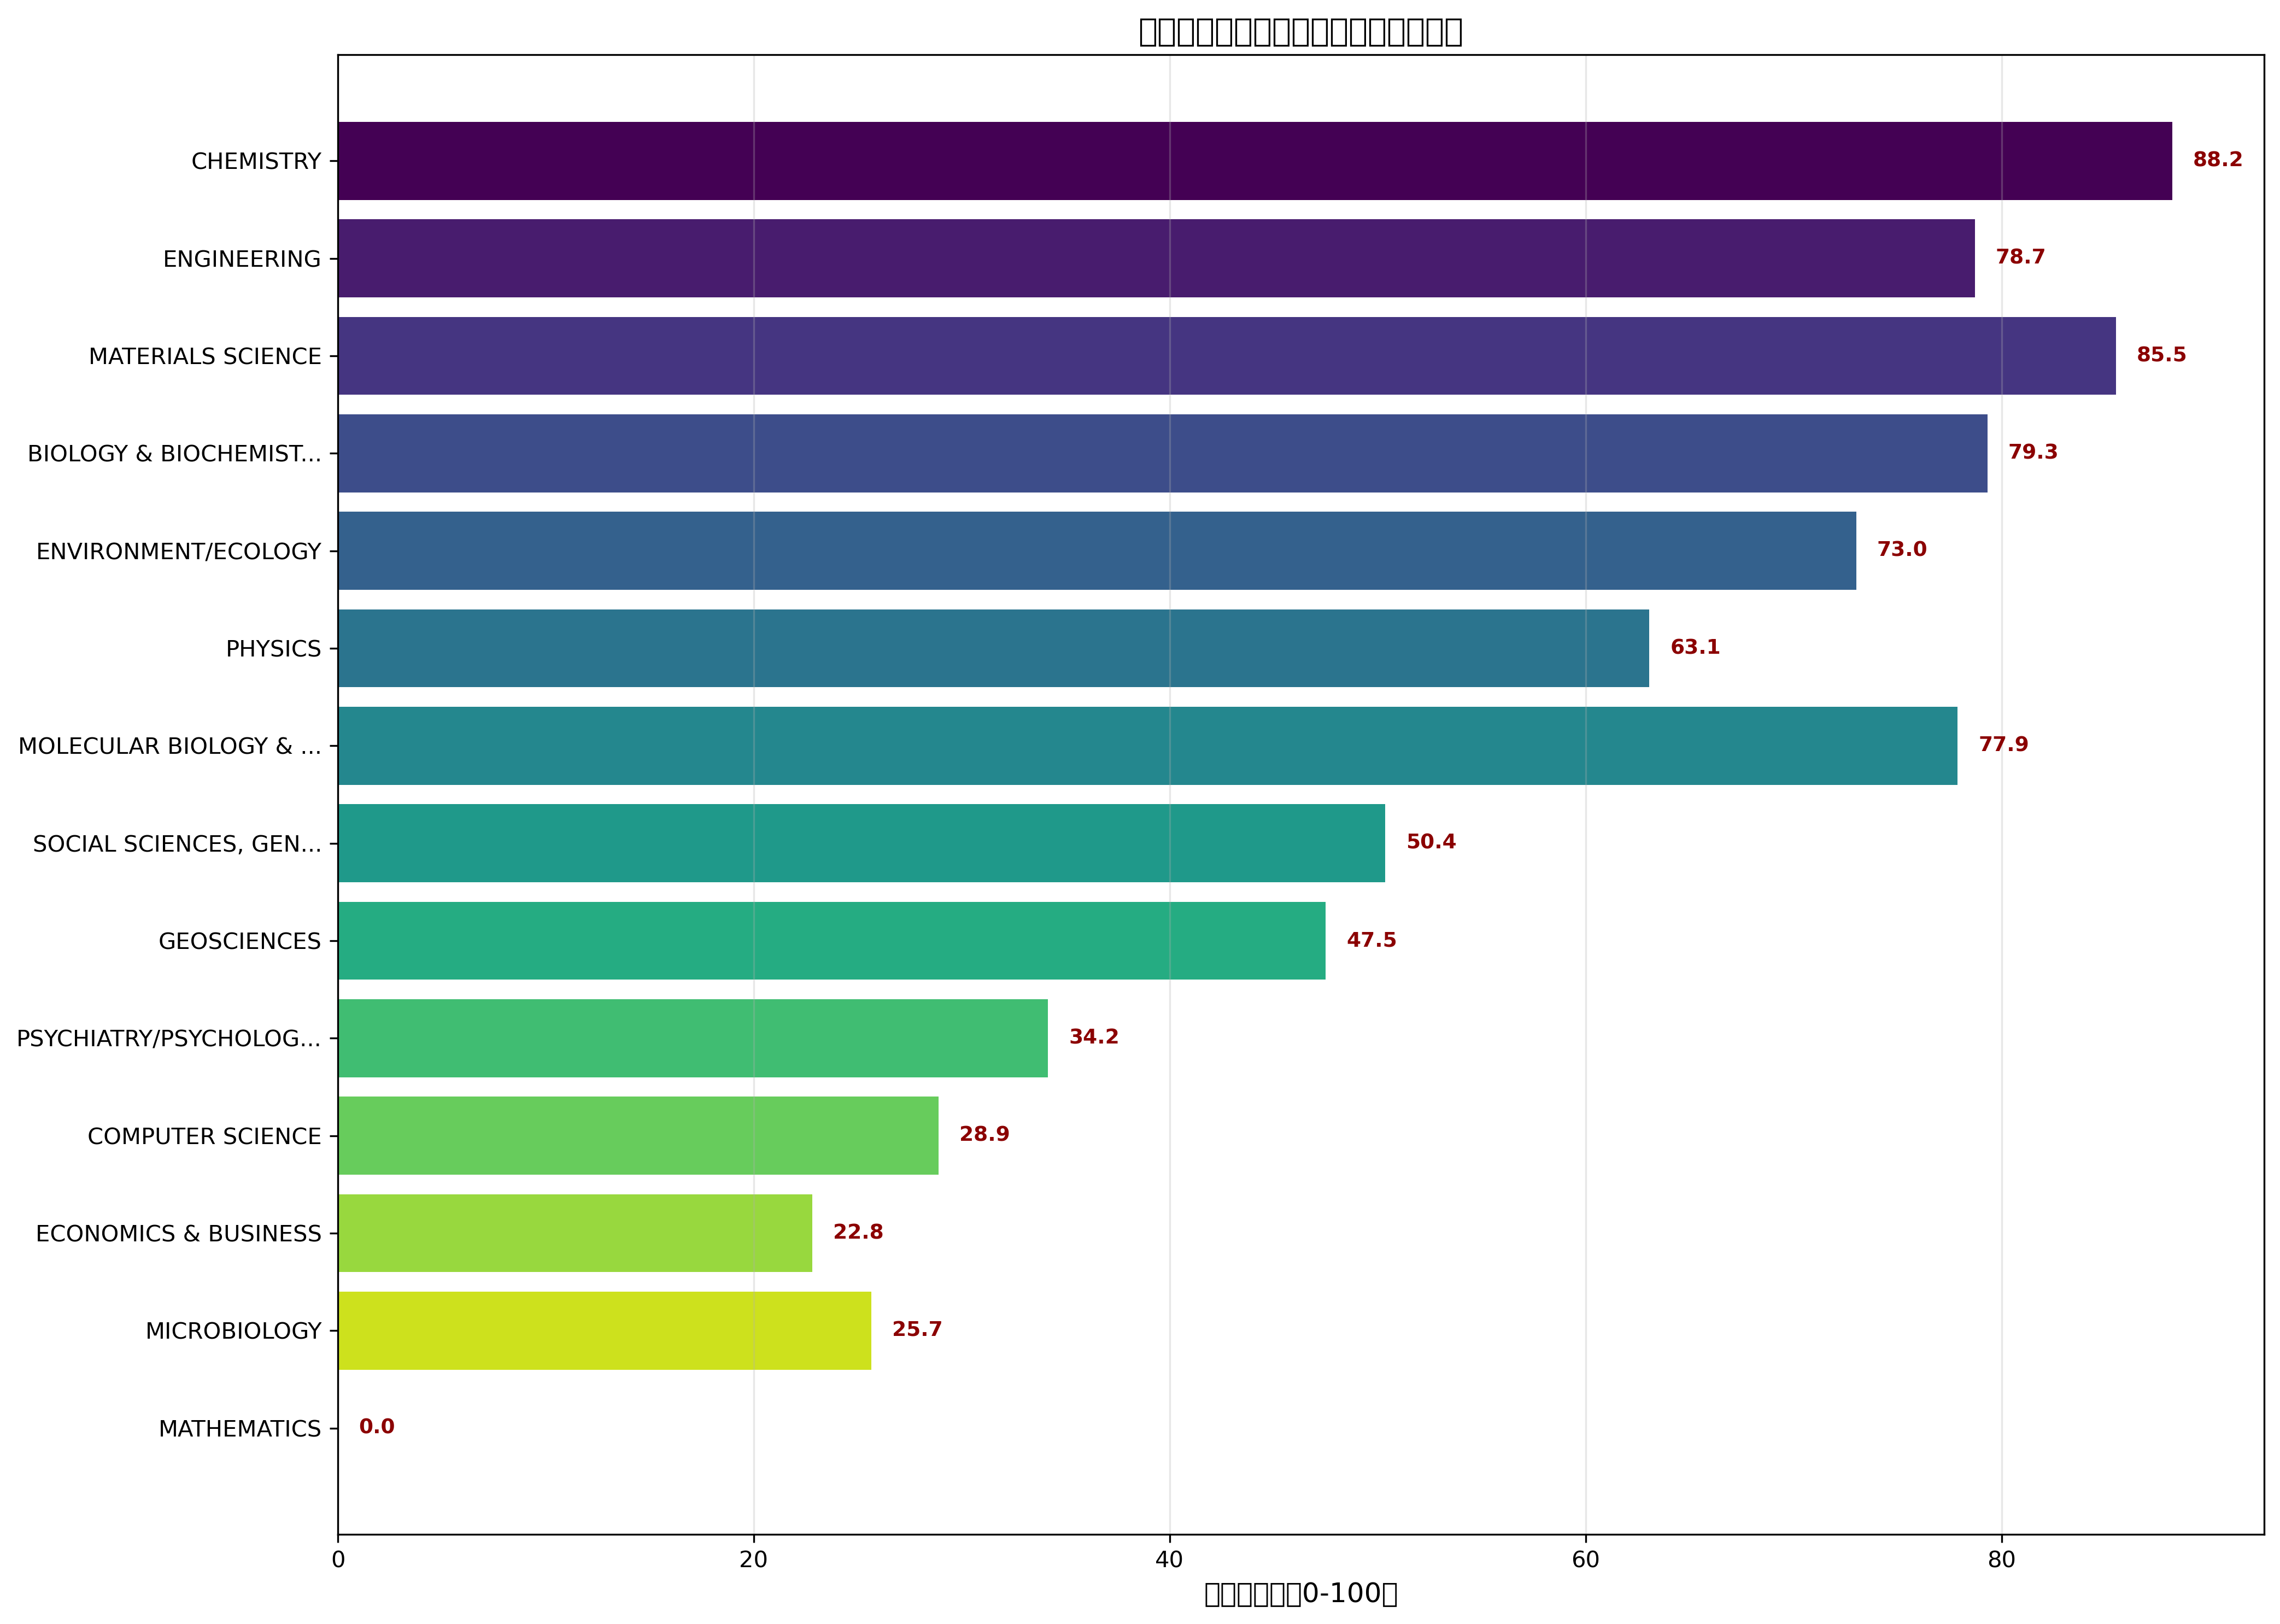 CHEMISTRY
88.2
ENGINEERING
78.7
MATERIALS SCIENCE
85.5
BIOLOGY & BIOCHEMIST...
79.3
ENVIRONMENT/ECOLOGY
73.0
PHYSICS
63.1
MOLECULAR BIOLOGY & ...
77.9
SOCIAL SCIENCES, GEN...
50.4
GEOSCIENCES
47.5
PSYCHIATRY/PSYCHOLOG...
34.2
COMPUTER SCIENCE
28.9
ECONOMICS & BUSINESS
22.8
MICROBIOLOGY
25.7
MATHEMATICS
0.0
0 20 40 60 80
0-100